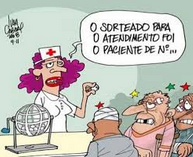 O SORTEADO PARA
O ATENDIMENTO FOI
O PACIENTE DE Nº...